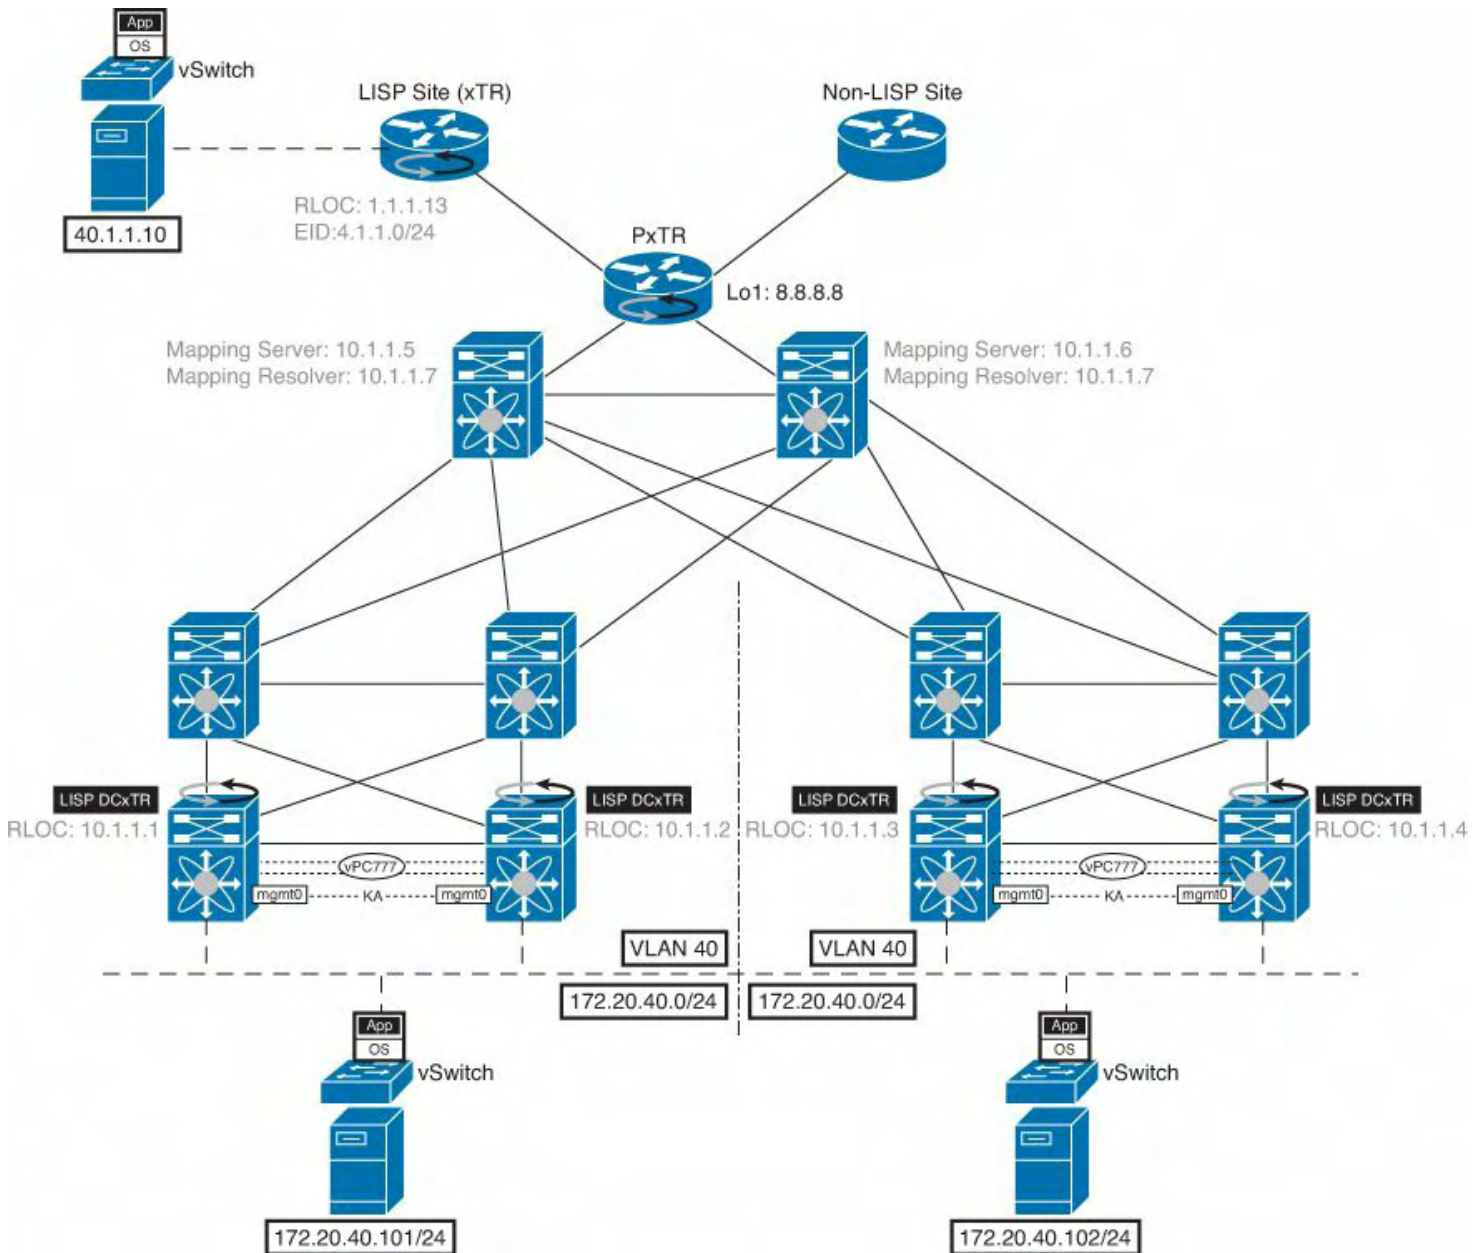 App
OS
vSwitch
LISP Site (xTR)
Non-LISP Site
RLOC: 1.1.1.13
EID:4.1.1.0/24
40.1.1.10
PxTR
Lo1: 8.8.8.8
Mapping Server: 10.1.1.5
Mapping Resolver: 10.1.1.7
Mapping Server: 10.1.1.6
Mapping Resolver: 10.1.1.7
LISP DCxTR
RLOC: 10.1.1.1
LISP DCxTR
RLOC: 10.1.1.2
LISP DCxTR
RLOC: 10.1.1.3
LISP DCxTR
RLOC: 10.1.1.4
vPC777
mgmt0
KA
mgmt0
vPC777
mgmt0
KA
mgmt0
VLAN 40
VLAN 40
172.20.40.0/24
172.20.40.0/24
App
OS
vSwitch
172.20.40.101/24
App
OS
vSwitch
172.20.40.102/24